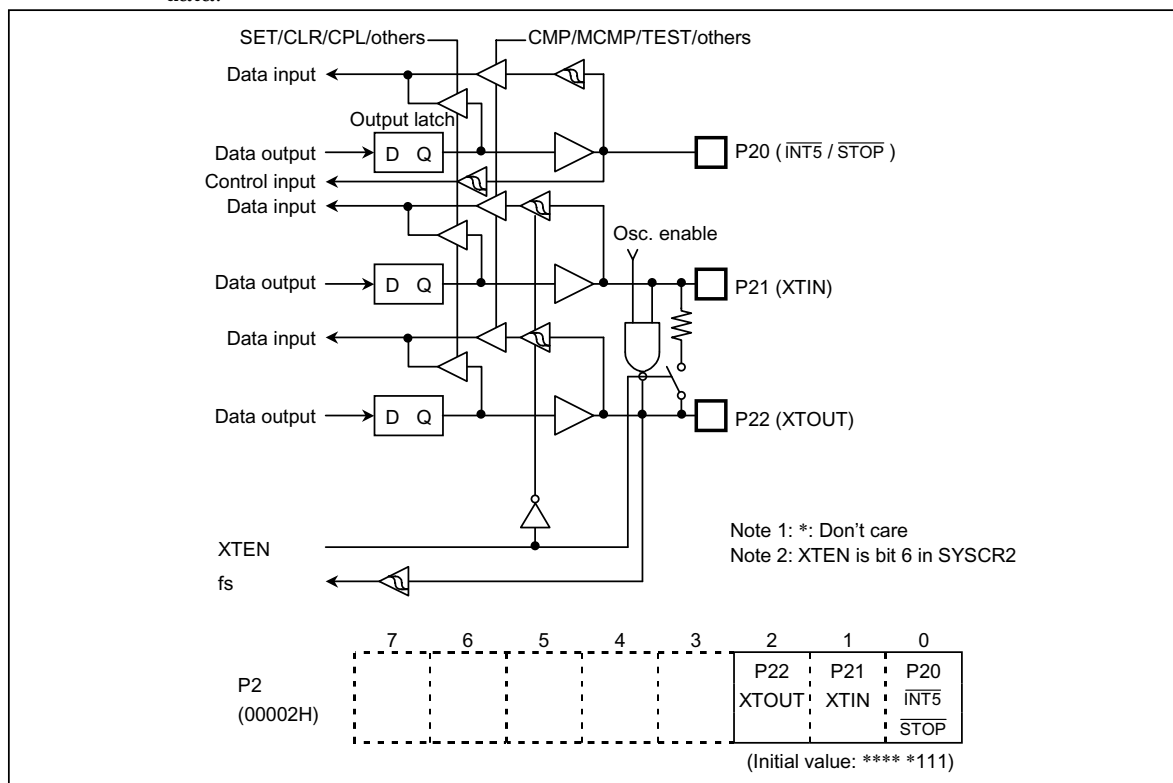 SET/CLR/CPL/others CMP/MCMP/TEST/others
Data input
Output latch
Data output D Q P20 ( INT5 / STOP )
Control input
Data input
Osc. enable
Data output D Q P21 (XTIN)
Data input
Data output D Q P22 (XTOUT)
Note 1: *: Don’t care
XTEN
Note 2: XTEN is bit 6 in SYSCR2
fs
7 6 5 4 3 2 1 0
P2 P22 P21 P20
(00002H) XTOUT XTIN INT5
STOP
(Initial value: **** *111)